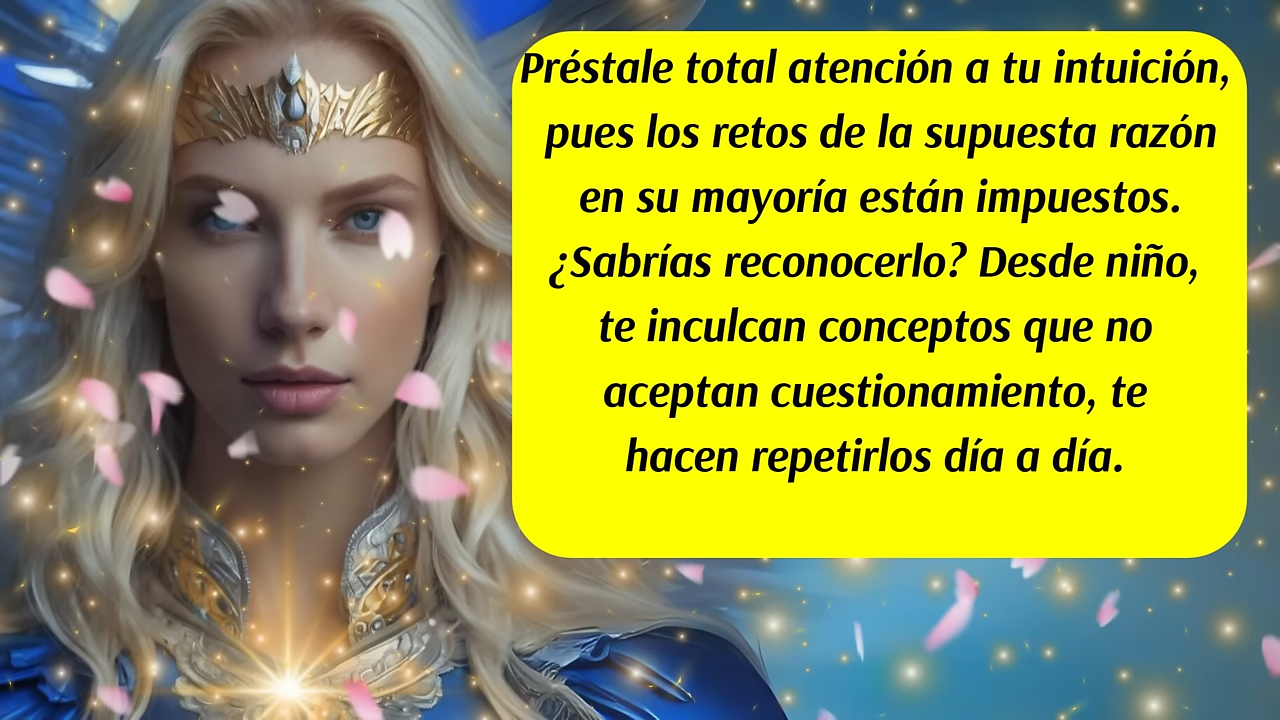 Préstale total atención a tu intuición,
pues los retos de la supuesta razón
en su mayoría están impuestos.
¿Sabrías reconocerlo? Desde niño,
te inculcan conceptos que no
aceptan cuestionamiento, te
hacen repetirlos día a día.